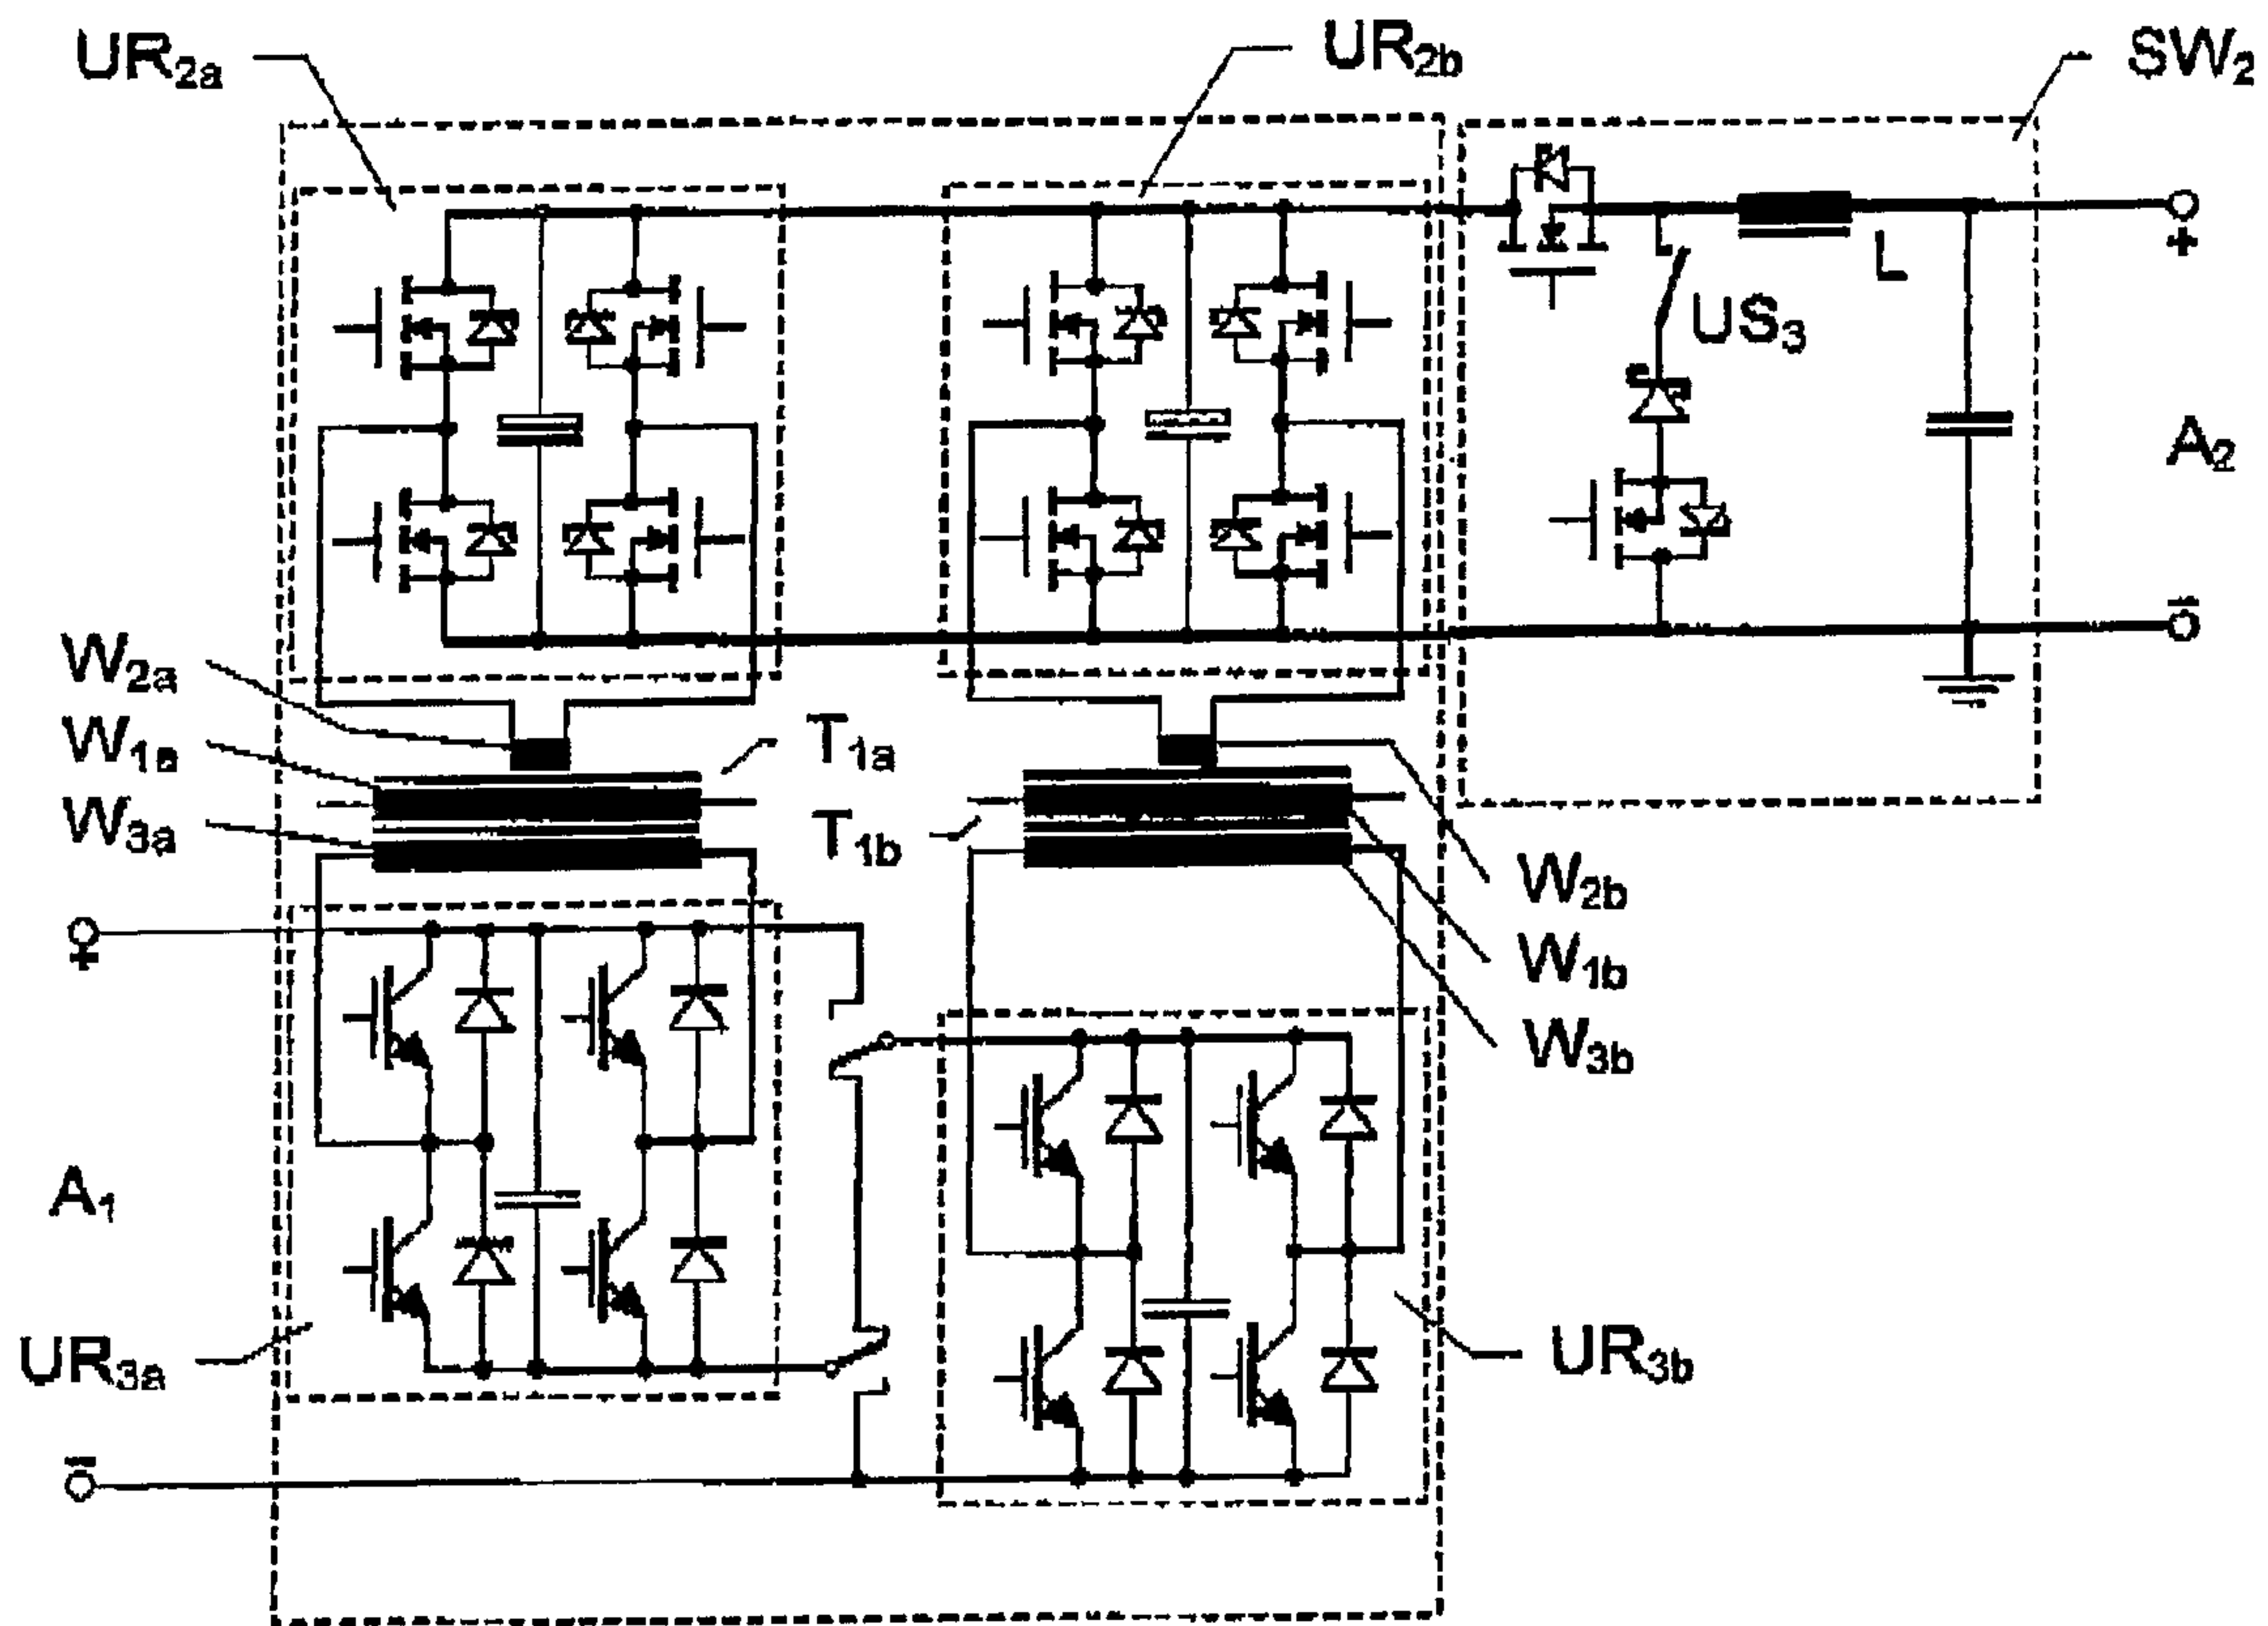 UR2a
UR2b
SW2
+
L
US3
A2
-
W2a
W1a
W3a
T1a
T1b
W2b
W1b
W3b
+
A1
UR3a
UR3b
-